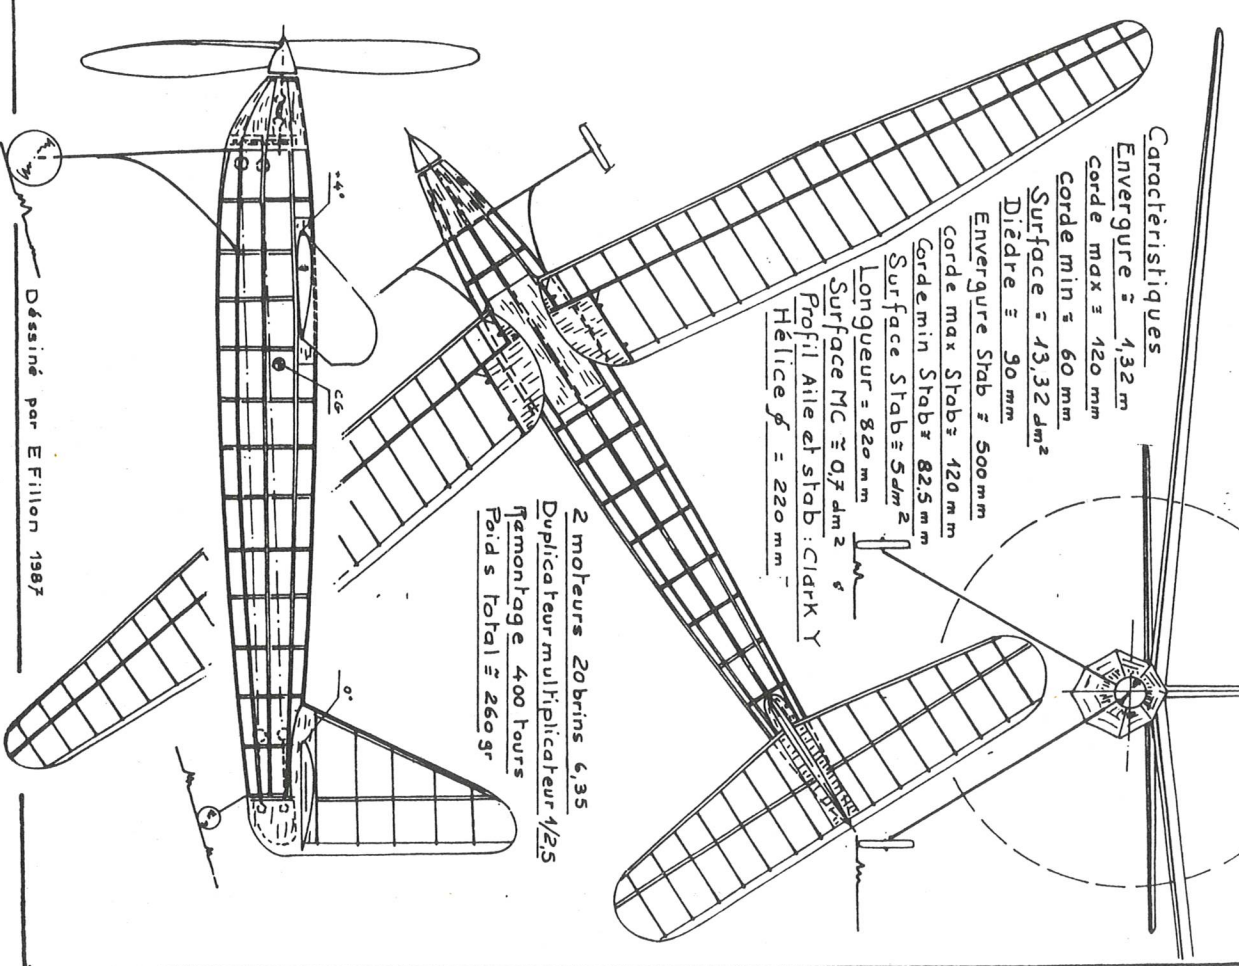 Caractéristiques
Envergure = 1,32 m
corde max = 120 mm
corde min = 60 mm
Surface = 13,32 dm²
Dièdre = 90 mm
Envergure Stab = 500 mm
corde max Stab = 120 mm
Corde min Stab = 82,5 mm
Surface Stab = 5 dm²
Longueur = 820 mm
Surface MC = 0,7 dm²
Profil Aile et stab : Clark Y
Hélice ø = 220 mm
2 moteurs 20 brins 6,35
Duplicateur multiplicateur 1/2,5
Remontage 400 tours
Poids total = 260 gr
-4°
CG
0°
Déssiné par E Fillon 1987